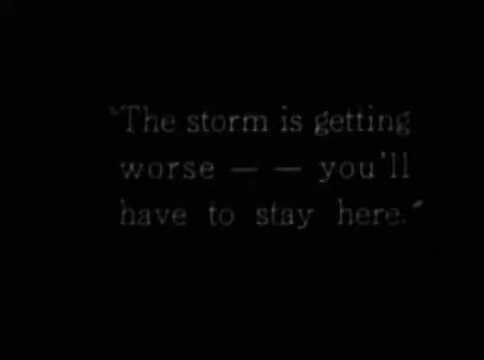 "The storm is getting
worse — — you'll
have to stay here."